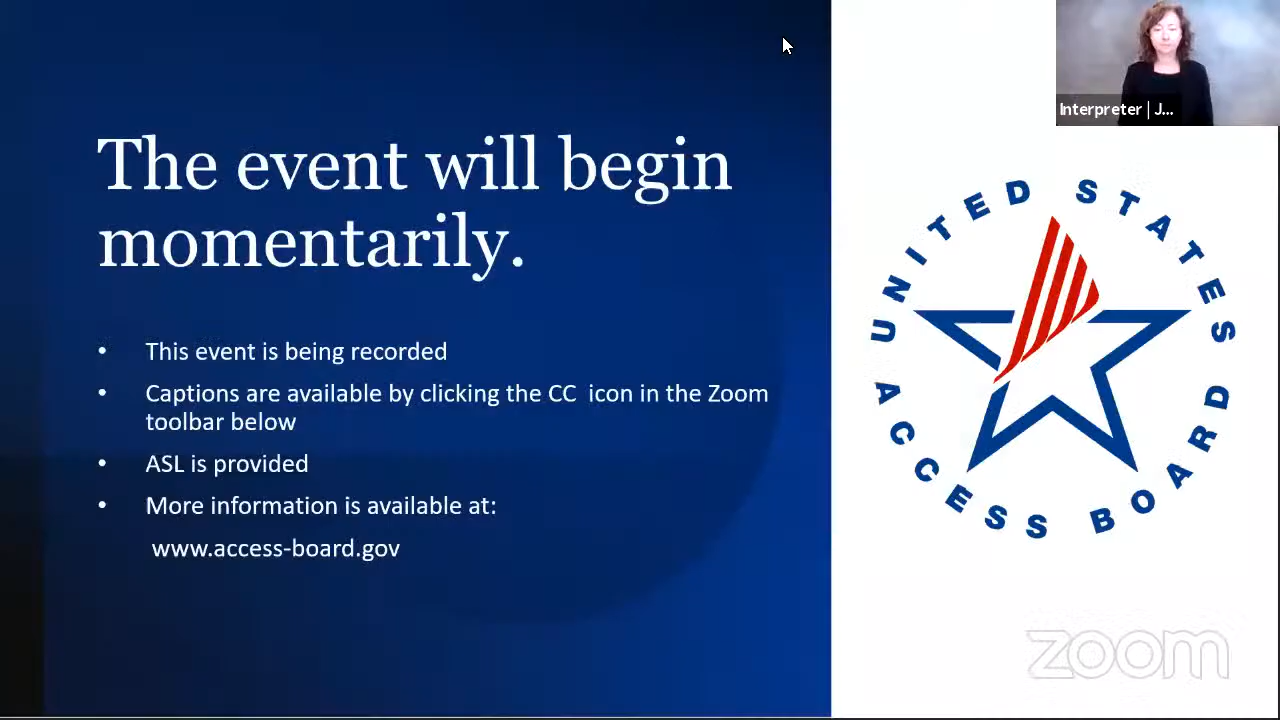 The event will begin
momentarily.
• This event is being recorded
• Captions are available by clicking the CC  icon in the Zoom
toolbar below
• ASL is provided
• More information is available at:
www.access-board.gov
Interpreter | J...
UNITED STATES
ACCESS BOARD
zoom